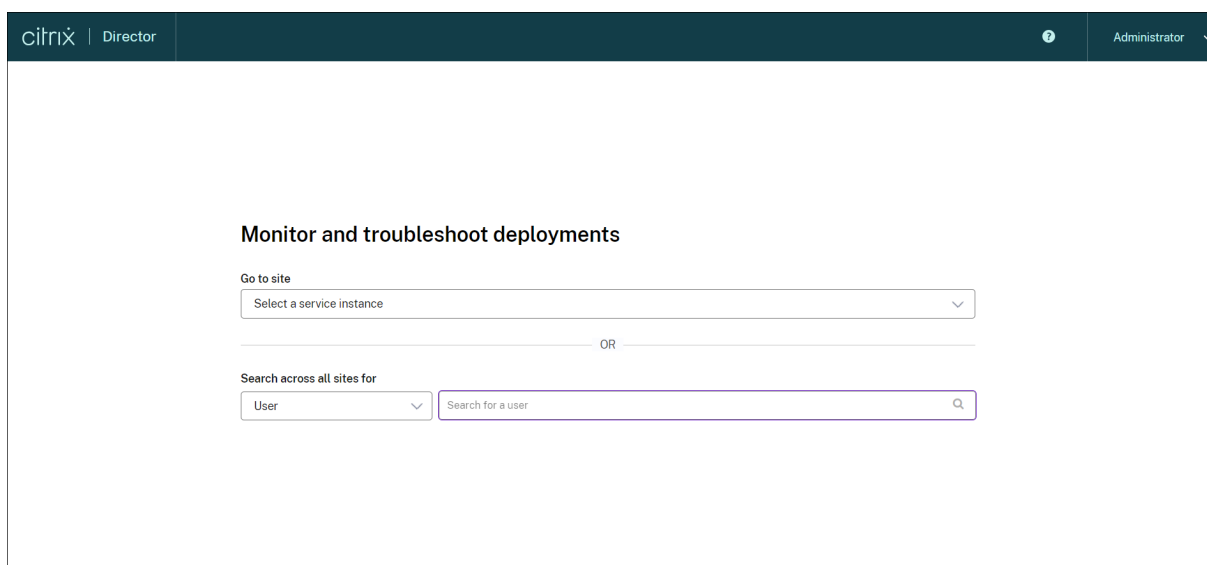 citrix | Director
? Administrator
Monitor and troubleshoot deployments
Go to site
Select a service instance
OR
Search across all sites for
User Search for a user